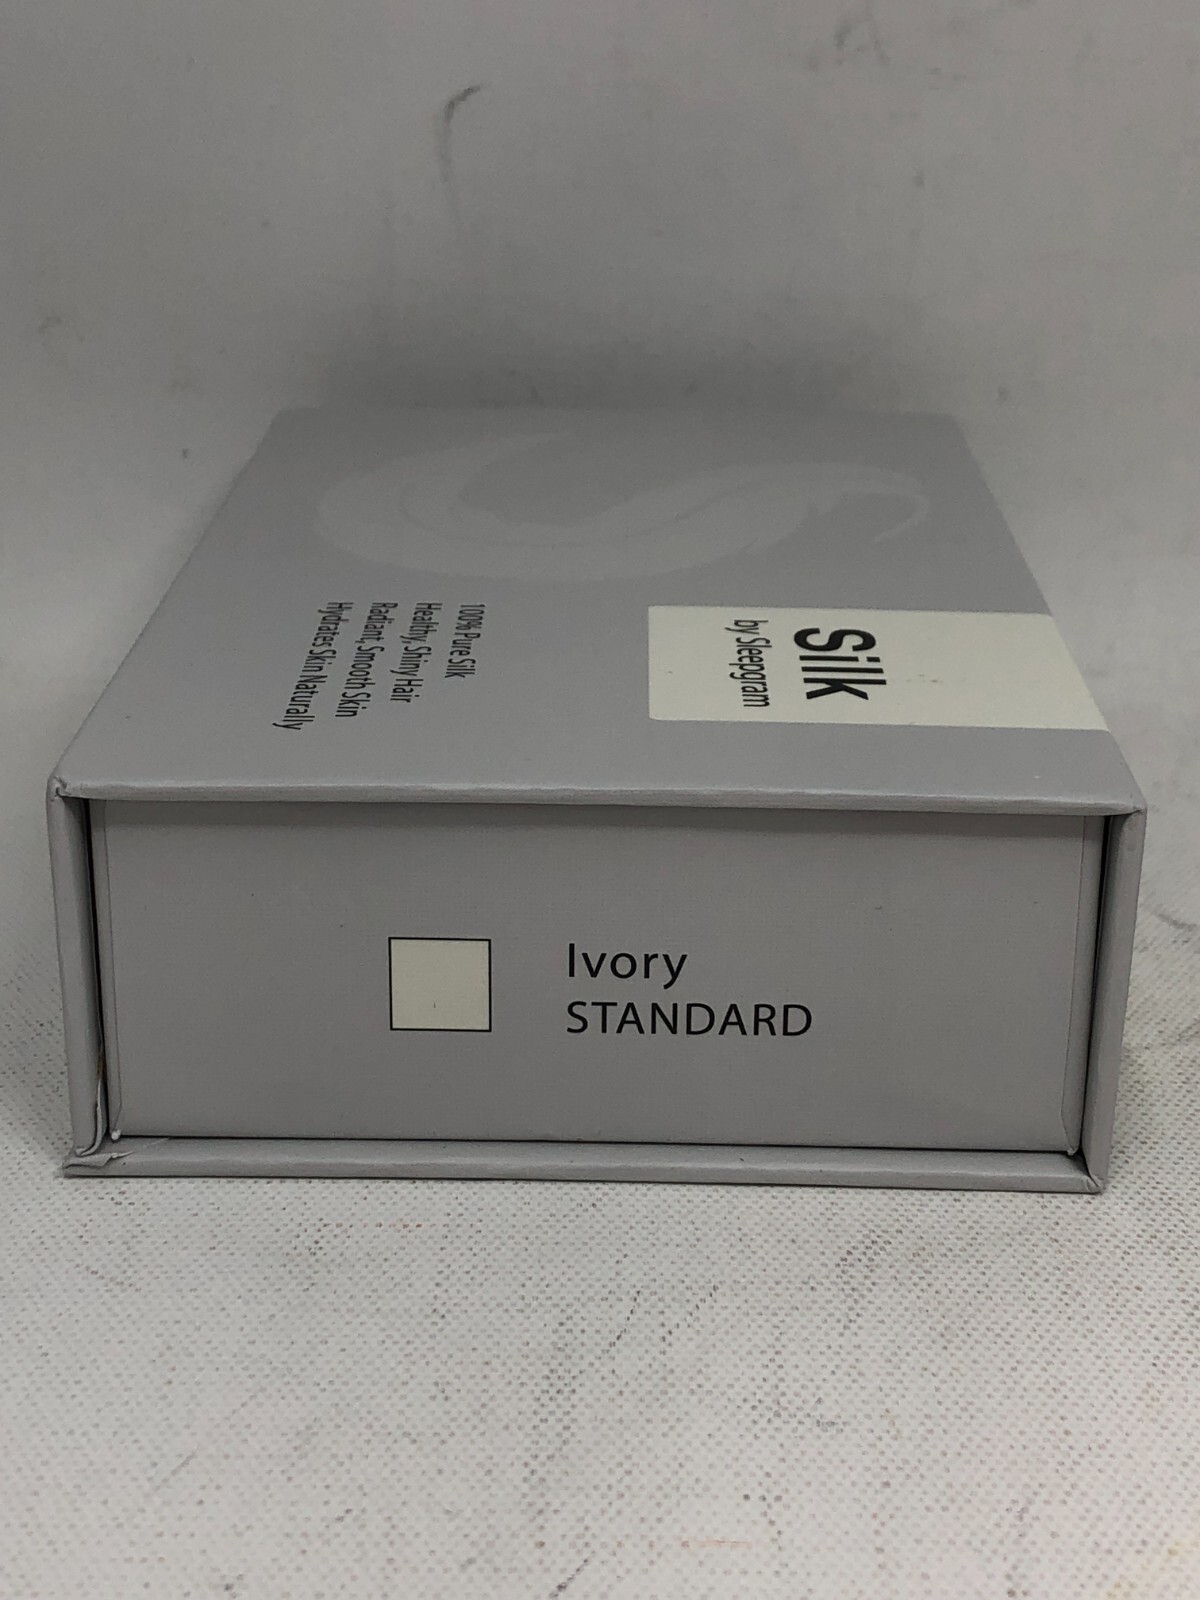 Silk
by Sleepgram
100% Pure Silk
Healthy, Shiny Hair
Radiant, Smooth Skin
Hydrates Skin Naturally
Ivory
STANDARD